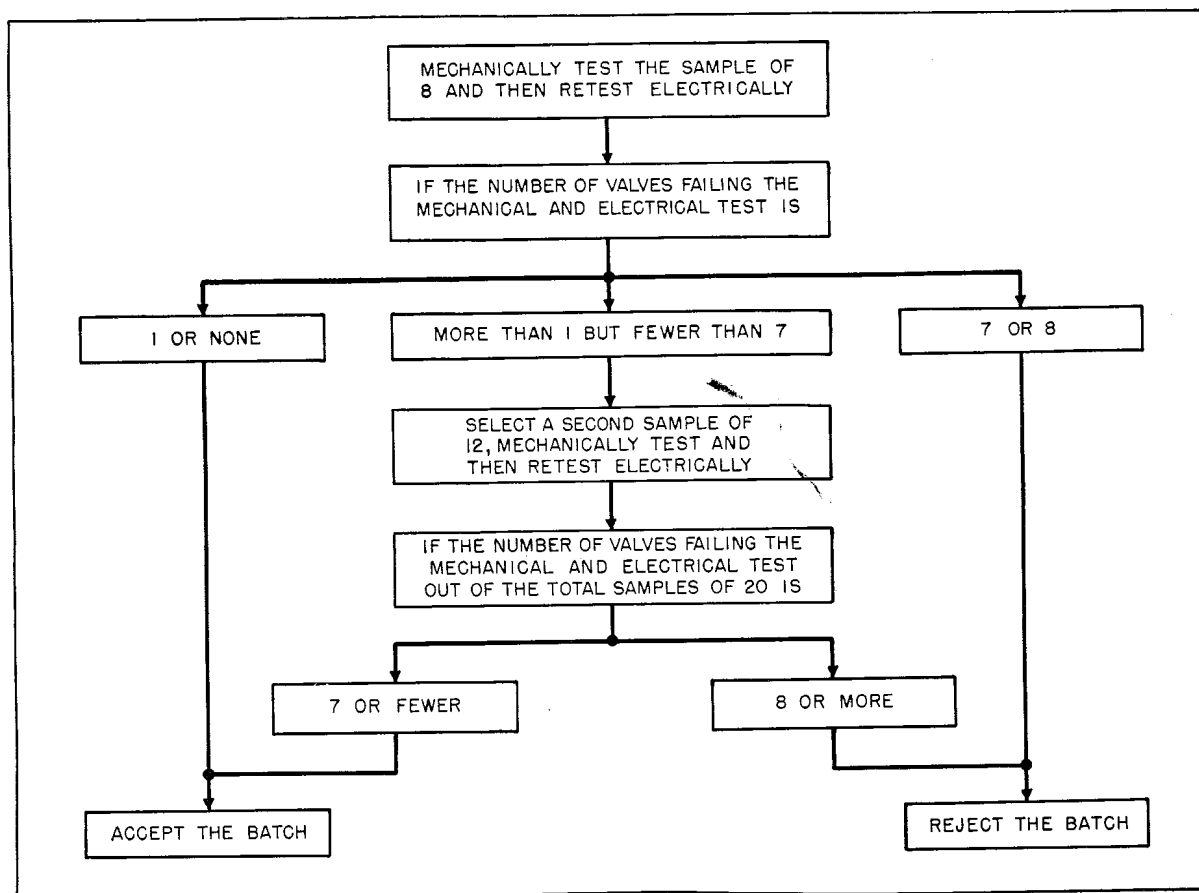 MECHANICALLY TEST THE SAMPLE OF
8 AND THEN RETEST ELECTRICALLY
IF THE NUMBER OF VALVES FAILING THE
MECHANICAL AND ELECTRICAL TEST IS
1 OR NONE
MORE THAN 1 BUT FEWER THAN 7
7 OR 8
SELECT A SECOND SAMPLE OF
12, MECHANICALLY TEST AND
THEN RETEST ELECTRICALLY
IF THE NUMBER OF VALVES FAILING THE
MECHANICAL AND ELECTRICAL TEST
OUT OF THE TOTAL SAMPLES OF 20 IS
7 OR FEWER
8 OR MORE
ACCEPT THE BATCH
REJECT THE BATCH